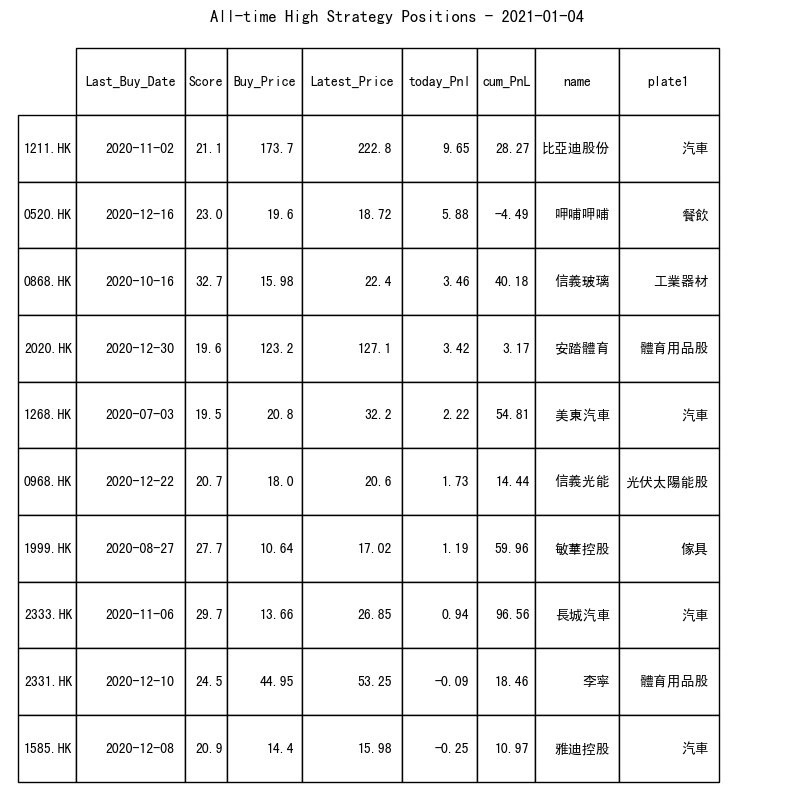 All-time High Strategy Positions - 2021-01-04
Last_Buy_Date Score Buy_Price Latest_Price today_Pnl cum_PnL name plate1
1211.HK 2020-11-02 21.1 173.7 222.8 9.65 28.27 比亞迪股份 汽車
0520.HK 2020-12-16 23.0 19.6 18.72 5.88 -4.49 呷哺呷哺 餐飲
0868.HK 2020-10-16 32.7 15.98 22.4 3.46 40.18 信義玻璃 工業器材
2020.HK 2020-12-30 19.6 123.2 127.1 3.42 3.17 安踏體育 體育用品股
1268.HK 2020-07-03 19.5 20.8 32.2 2.22 54.81 美東汽車 汽車
0968.HK 2020-12-22 20.7 18.0 20.6 1.73 14.44 信義光能 光伏太陽能股
1999.HK 2020-08-27 27.7 10.64 17.02 1.19 59.96 敏華控股 傢具
2333.HK 2020-11-06 29.7 13.66 26.85 0.94 96.56 長城汽車 汽車
2331.HK 2020-12-10 24.5 44.95 53.25 -0.09 18.46 李寧 體育用品股
1585.HK 2020-12-08 20.9 14.4 15.98 -0.25 10.97 雅迪控股 汽車